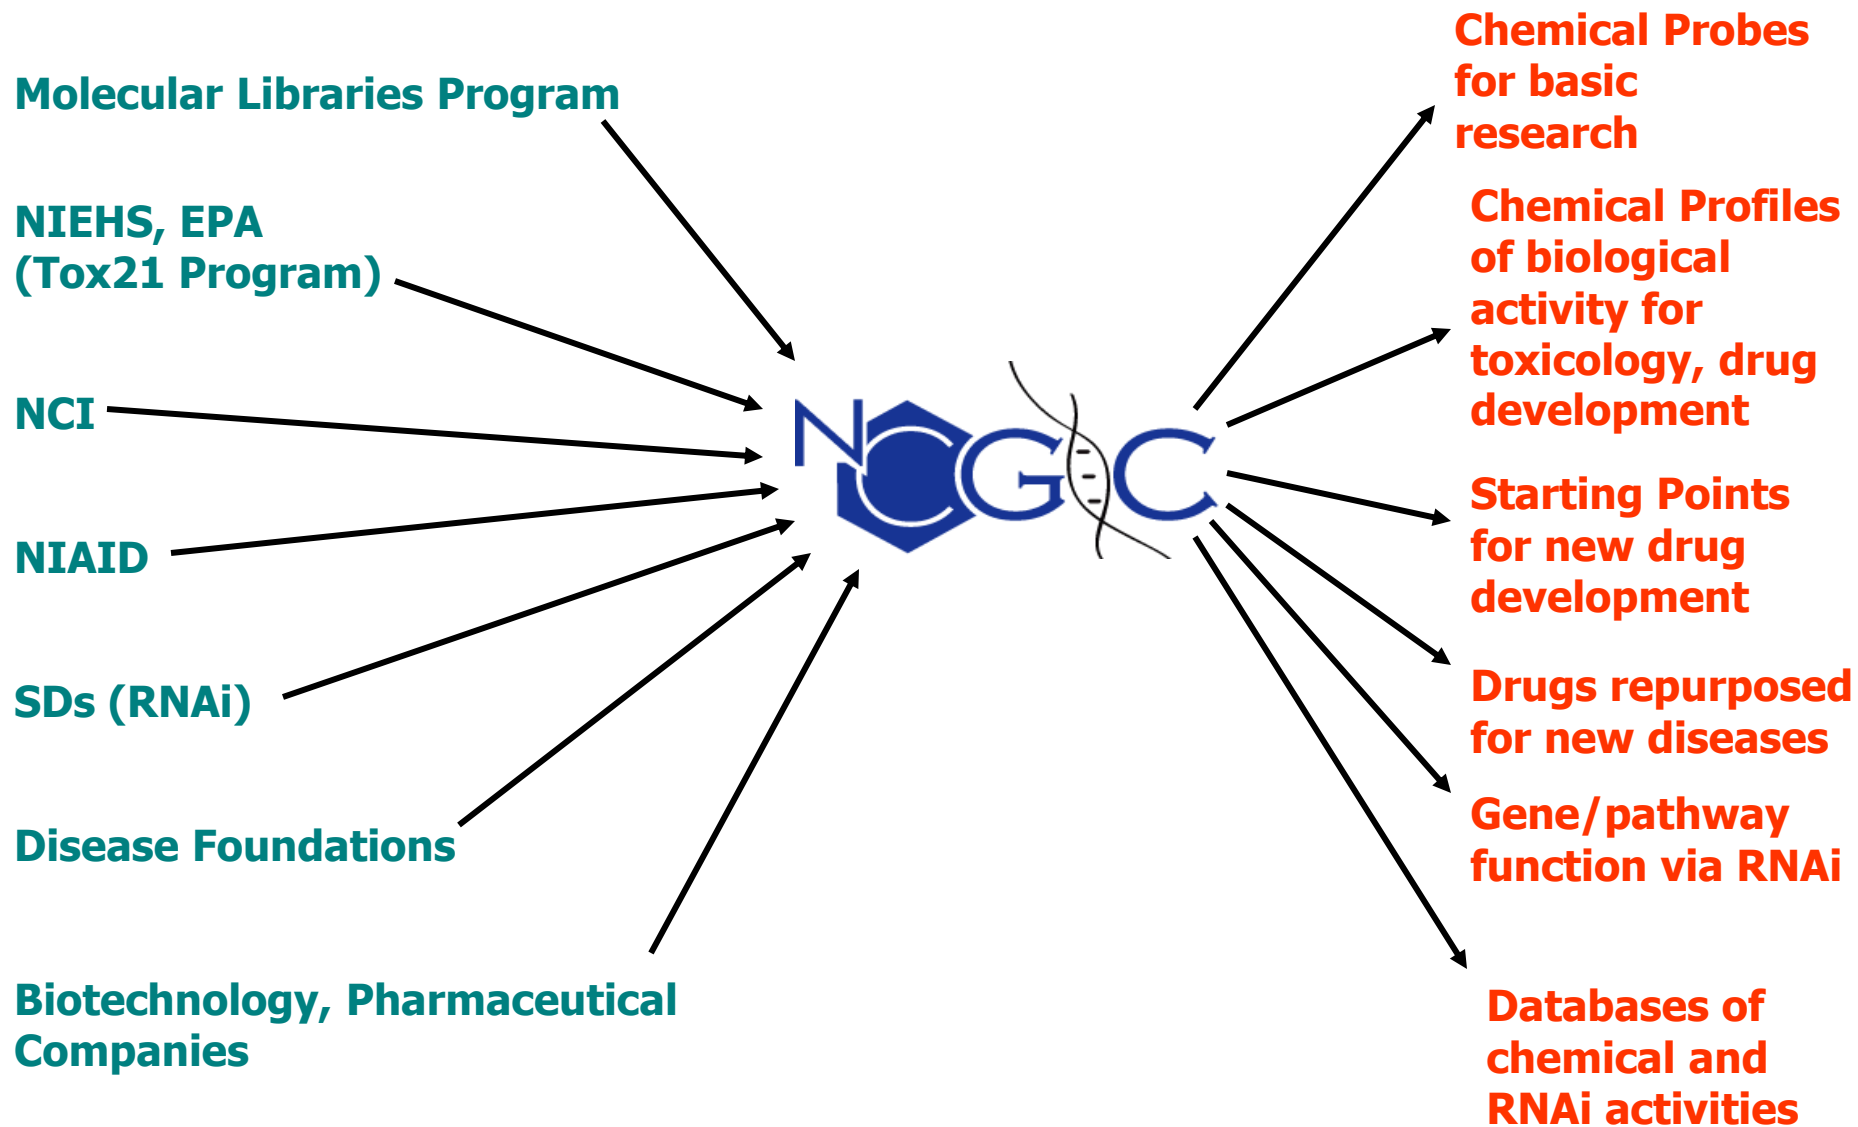 Molecular Libraries Program
NIEHS, EPA
(Tox21 Program)
NCI
NIAID
SDs (RNAi)
Disease Foundations
Biotechnology, Pharmaceutical
Companies
NCGC
Chemical Probes
for basic
research
Chemical Profiles
of biological
activity for
toxicology, drug
development
Starting Points
for new drug
development
Drugs repurposed
for new diseases
Gene/pathway
function via RNAi
Databases of
chemical and
RNAi activities